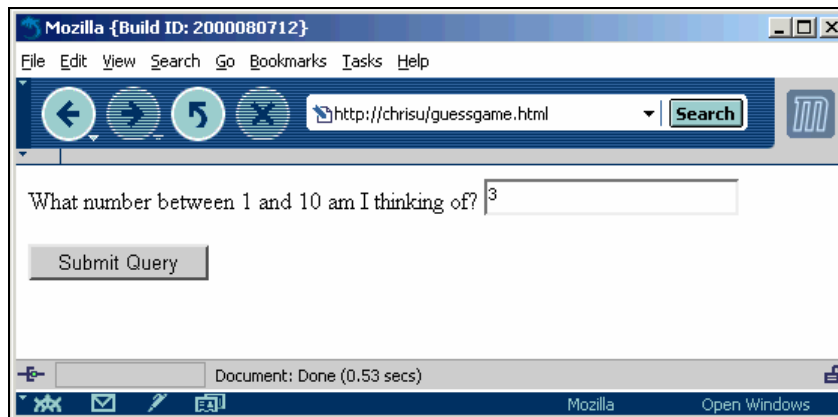 Mozilla {Build ID: 2000080712}
File Edit View Search Go Bookmarks Tasks Help
http://chrisu/guessgame.html Search
What number between 1 and 10 am I thinking of? 3
Submit Query
Document: Done (0.53 secs)
Mozilla Open Windows